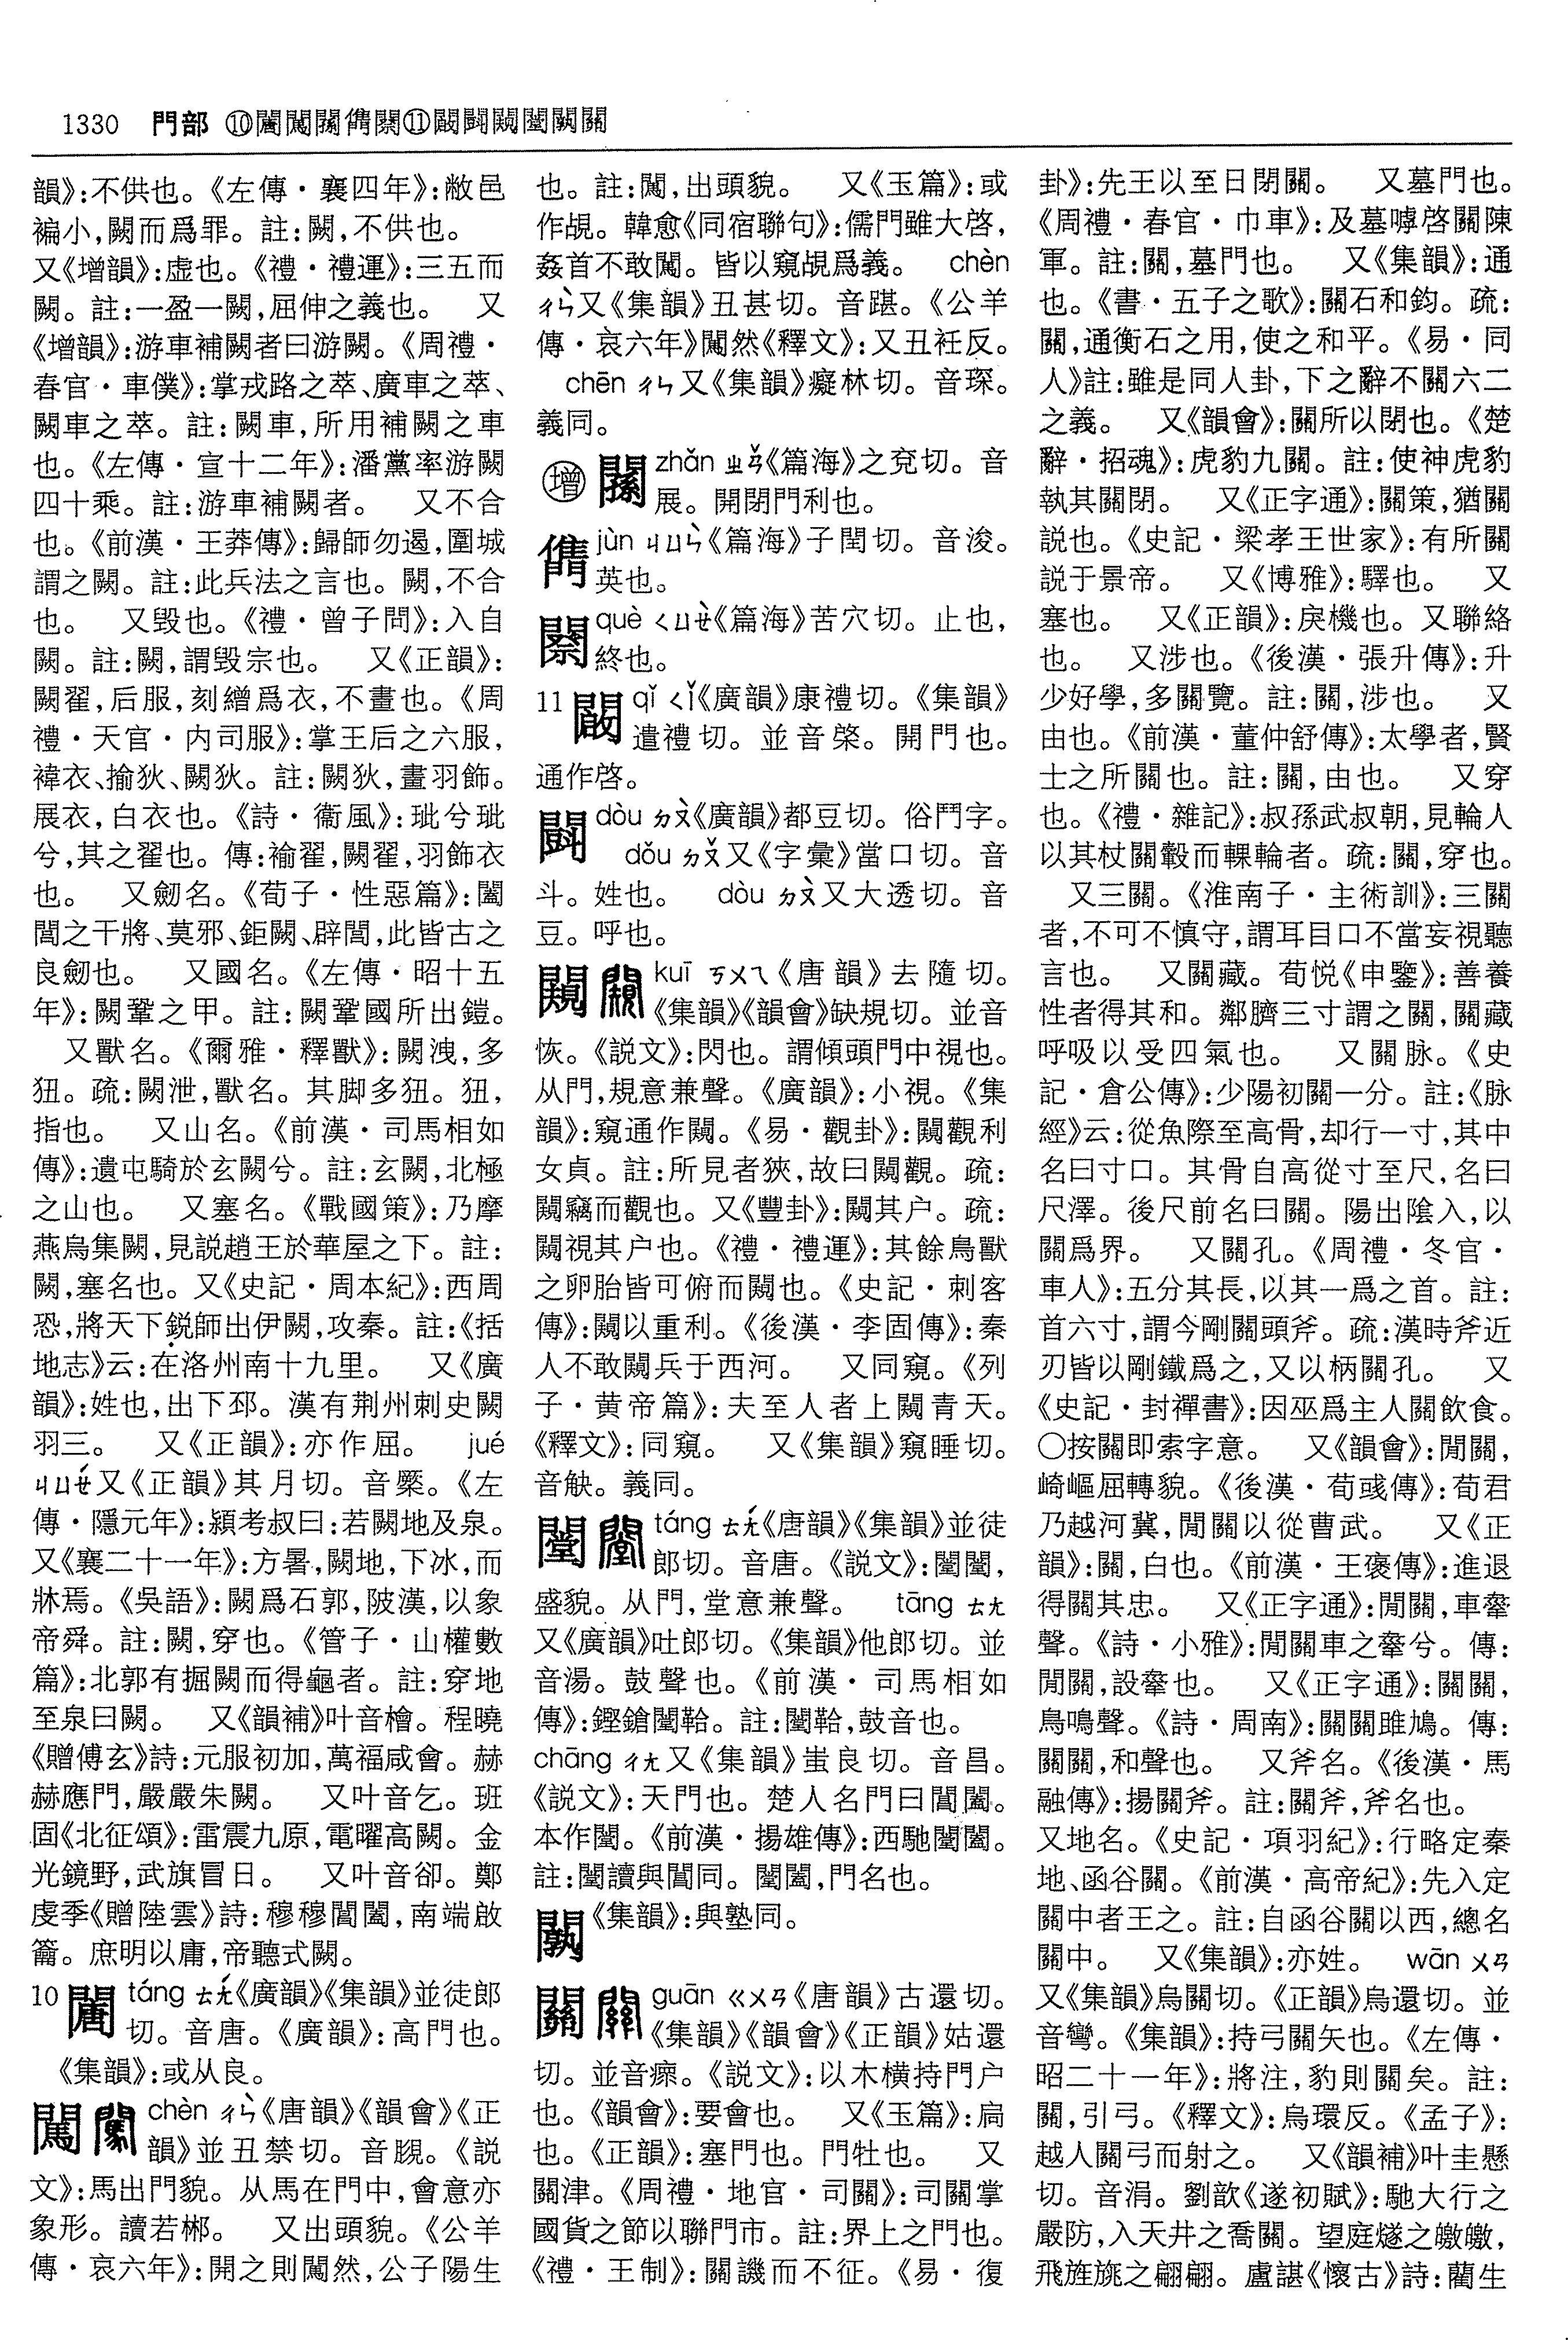 1330 門部 ⑩闛闖𨷖㑺闋⑪闙鬭闚闛闕關
韻》:不供也。《左傳・襄四年》:敝邑
褊小,闕而爲罪。註:闕,不供也。
又《增韻》:虛也。《禮・禮運》:三五而
闕。註:一盈一闕,屈伸之義也。 又
《增韻》:游車補闕者曰游闕。《周禮・
春官・車僕》:掌戎路之萃、廣車之萃、
闕車之萃。註:闕車,所用補闕之車
也。《左傳・宣十二年》:潘黨率游闕
四十乘。註:游車補闕者。 又不合
也。《前漢・王莽傳》:歸師勿遏,圍城
謂之闕。註:此兵法之言也。闕,不合
也。 又毀也。《禮・曾子問》:入自
闕。註:闕,謂毀宗也。 又《正韻》:
闕翟,后服,刻繒爲衣,不畫也。《周
禮・天官・内司服》:掌王后之六服,
褘衣、揄狄、闕狄。註:闕狄,畫羽飾。
展衣,白衣也。《詩・衞風》:玼兮玼
兮,其之翟也。傳:褕翟,闕翟,羽飾衣
也。 又劒名。《荀子・性惡篇》:闔
閭之干將、莫邪、鉅闕、辟閭,此皆古之
良劒也。 又國名。《左傳・昭十五
年》:闕鞏之甲。註:闕鞏國所出鎧。
又獸名。《爾雅・釋獸》:闕洩,多
狃。疏:闕泄,獸名。其脚多狃。狃,
指也。 又山名。《前漢・司馬相如
傳》:遺屯騎於玄闕兮。註:玄闕,北極
之山也。 又塞名。《戰國策》:乃摩
燕烏集闕,見説趙王於華屋之下。註:
闕,塞名也。又《史記・周本紀》:西周
恐,將天下銳師出伊闕,攻秦。註:《括
地志》云:在洛州南十九里。 又《廣
韻》:姓也,出下邳。漢有荆州刺史闕
羽三。 又《正韻》:亦作屈。 jué
ㄐㄩㄝˊ又《正韻》其月切。音橜。《左
傳・隱元年》:潁考叔曰:若闕地及泉。
又《襄二十一年》:方暑,闕地,下冰,而
牀焉。《吳語》:闕爲石郭,陂漢,以象
帝舜。註:闕,穿也。《管子・山權數
篇》:北郭有掘闕而得龜者。註:穿地
至泉曰闕。 又《韻補》叶音檜。程曉
《贈傅玄》詩:元服初加,萬福咸會。赫
赫應門,嚴嚴朱闕。 又叶音乞。班
固《北征頌》:雷震九原,電曜高闕。金
光鏡野,武旗冒日。 又叶音卻。鄭
虔季《贈陸雲》詩:穆穆閶闔,南端啟
籥。庶明以庸,帝聽式闕。
10 táng ㄊㄤˊ《廣韻》《集韻》並徒郎
切。音唐。《廣韻》:高門也。
《集韻》:或从良。
闖 chèn ㄔㄣˋ《唐韻》《韻會》《正
韻》並丑禁切。音覘。《説
文》:馬出門貌。从馬在門中,會意亦
象形。讀若郴。 又出頭貌。《公羊
傳・哀六年》:開之則闖然,公子陽生
也。註:闖,出頭貌。 又《玉篇》:或
作覘。韓愈《同宿聯句》:儒門雖大啓,
姦首不敢闖。皆以窺覘爲義。 chèn
ㄔㄣˋ又《集韻》丑甚切。音踸。《公羊
傳・哀六年》闖然《釋文》:又丑衽反。
chēn ㄔㄣ又《集韻》癡林切。音琛。
義同。
增 zhǎn ㄓㄢˇ《篇海》之兗切。音
展。開閉門利也。
jùn ㄐㄩㄣˋ《篇海》子閏切。音浚。
英也。
què ㄑㄩㄝˋ《篇海》苦穴切。止也,
終也。
11 qǐ ㄑㄧˇ《廣韻》康禮切。《集韻》
遣禮切。並音棨。開門也。
通作啓。
dòu ㄉㄡˋ《廣韻》都豆切。俗鬥字。
dǒu ㄉㄡˇ又《字彙》當口切。音
斗。姓也。 dòu ㄉㄡˋ又大透切。音
豆。呼也。
闚 kuī ㄎㄨㄟ《唐韻》去隨切。
《集韻》《韻會》缺規切。並音
恢。《説文》:閃也。謂傾頭門中視也。
从門,規意兼聲。《廣韻》:小視。《集
韻》:窺通作闚。《易・觀卦》:闚觀利
女貞。註:所見者狹,故曰闚觀。疏:
闚竊而觀也。又《豐卦》:闚其户。疏:
闚視其户也。《禮・禮運》:其餘鳥獸
之卵胎皆可俯而闚也。《史記・刺客
傳》:闚以重利。《後漢・李固傳》:秦
人不敢闚兵于西河。 又同窺。《列
子・黄帝篇》:夫至人者上闚青天。
《釋文》:同窺。 又《集韻》窺睡切。
音觖。義同。
闛 táng ㄊㄤˊ《唐韻》《集韻》並徒
郎切。音唐。《説文》:闛闛,
盛貌。从門,堂意兼聲。 tāng ㄊㄤ
又《廣韻》吐郎切。《集韻》他郎切。並
音湯。鼓聲也。《前漢・司馬相如
傳》:鏗鎗闛鞈。註:闛鞈,鼓音也。
chāng ㄔㄤ又《集韻》蚩良切。音昌。
《説文》:天門也。楚人名門曰閶闔。
本作闛。《前漢・揚雄傳》:西馳闛闔。
註:闛讀與閶同。闛闔,門名也。
《集韻》:與塾同。
關 guān ㄍㄨㄢ《唐韻》古還切。
《集韻》《韻會》《正韻》姑還
切。並音瘝。《説文》:以木横持門户
也。《韻會》:要會也。 又《玉篇》:扃
也。《正韻》:塞門也。門牡也。 又
關津。《周禮・地官・司關》:司關掌
國貨之節以聯門市。註:界上之門也。
《禮・王制》:關譏而不征。《易・復
卦》:先王以至日閉關。 又墓門也。
《周禮・春官・巾車》:及墓嘑啓關陳
軍。註:關,墓門也。 又《集韻》:通
也。《書・五子之歌》:關石和鈞。疏:
關,通衡石之用,使之和平。《易・同
人》註:雖是同人卦,下之辭不關六二
之義。 又《韻會》:關所以閉也。《楚
辭・招魂》:虎豹九關。註:使神虎豹
執其關閉。 又《正字通》:關策,猶關
説也。《史記・梁孝王世家》:有所關
説于景帝。 又《博雅》:驛也。 又
塞也。 又《正韻》:戾機也。又聯絡
也。 又涉也。《後漢・張升傳》:升
少好學,多關覽。註:關,涉也。 又
由也。《前漢・董仲舒傳》:太學者,賢
士之所關也。註:關,由也。 又穿
也。《禮・雜記》:叔孫武叔朝,見輪人
以其杖關轂而輠輪者。疏:關,穿也。
又三關。《淮南子・主術訓》:三關
者,不可不慎守,謂耳目口不當妄視聽
言也。 又關藏。荀悦《申鑒》:善養
性者得其和。鄰臍三寸謂之關,關藏
呼吸以受四氣也。 又關脉。《史
記・倉公傳》:少陽初關一分。註:《脉
經》云:從魚際至高骨,却行一寸,其中
名曰寸口。其骨自高從寸至尺,名曰
尺澤。後尺前名曰關。陽出陰入,以
關爲界。 又關孔。《周禮・冬官・
車人》:五分其長,以其一爲之首。註:
首六寸,謂今剛關頭斧。疏:漢時斧近
刃皆以剛鐵爲之,又以柄關孔。 又
《史記・封禪書》:因巫爲主人關飲食。
〇按關即索字意。 又《韻會》:閒關,
崎嶇屈轉貌。《後漢・荀彧傳》:荀君
乃越河冀,閒關以從曹武。 又《正
韻》:關,白也。《前漢・王褒傳》:進退
得關其忠。 又《正字通》:閒關,車舝
聲。《詩・小雅》:閒關車之舝兮。傳:
閒關,設舝也。 又《正字通》:關關,
鳥鳴聲。《詩・周南》:關關雎鳩。傳:
關關,和聲也。 又斧名。《後漢・馬
融傳》:揚關斧。註:關斧,斧名也。
又地名。《史記・項羽紀》:行略定秦
地、函谷關。《前漢・高帝紀》:先入定
關中者王之。註:自函谷關以西,總名
關中。 又《集韻》:亦姓。 wān ㄨㄢ
又《集韻》烏關切。《正韻》烏還切。並
音彎。《集韻》:持弓關矢也。《左傳・
昭二十一年》:將注,豹則關矣。註:
關,引弓。《釋文》:烏環反。《孟子》:
越人關弓而射之。 又《韻補》叶圭懸
切。音涓。劉歆《遂初賦》:馳大行之
嚴防,入天井之喬關。望庭燧之皦皦,
飛旌旐之翩翩。盧諶《懷古》詩:藺生